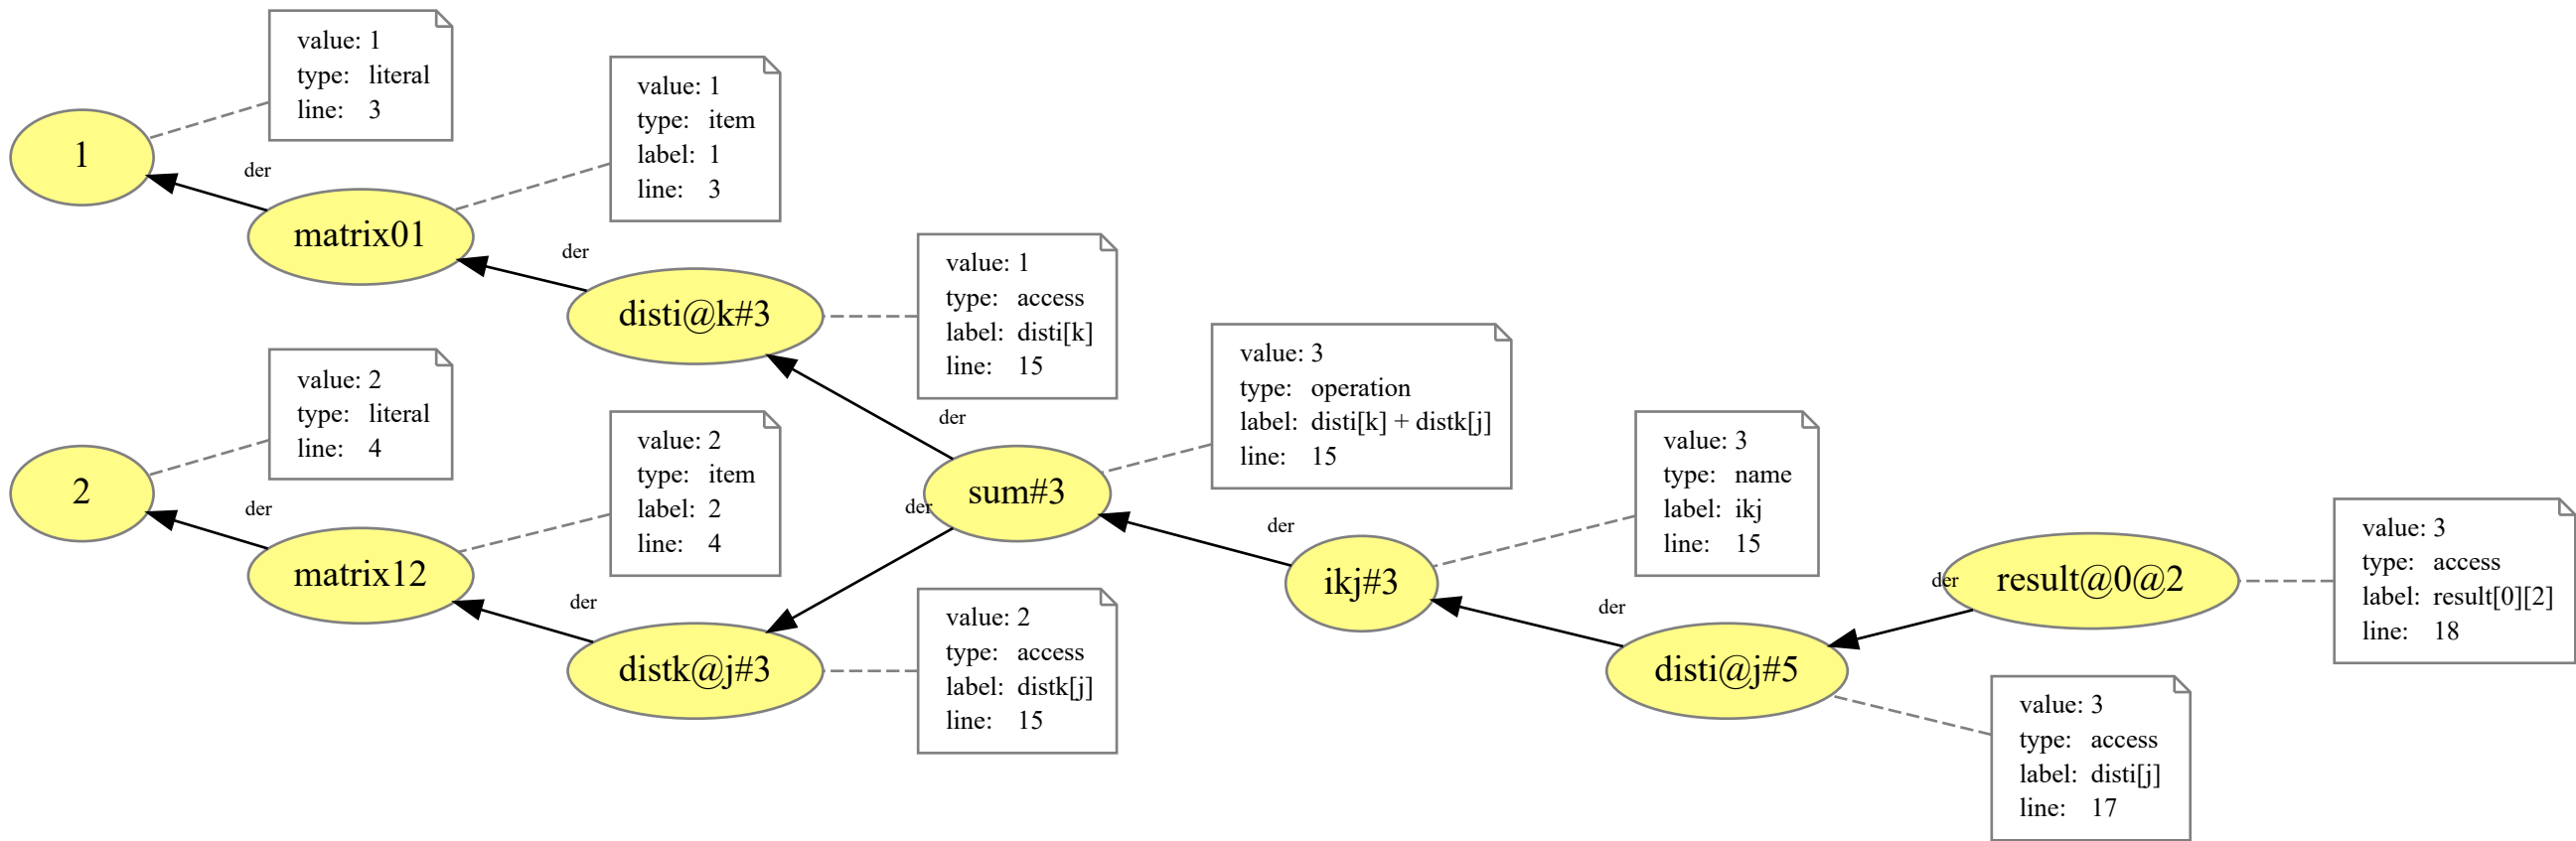 value: 1
type: literal
line: 3
1
der
value: 1
type: item
label: 1
line: 3
matrix01
der
value: 1
type: access
label: disti[k]
line: 15
disti@k#3
der
value: 2
type: literal
line: 4
2
der
value: 2
type: item
label: 2
line: 4
matrix12
der
value: 2
type: access
label: distk[j]
line: 15
distk@j#3
der
value: 3
type: operation
label: disti[k] + distk[j]
line: 15
sum#3
der
value: 3
type: name
label: ikj
line: 15
ikj#3
der
value: 3
type: access
label: disti[j]
line: 17
disti@j#5
der
value: 3
type: access
label: result[0][2]
line: 18
result@0@2